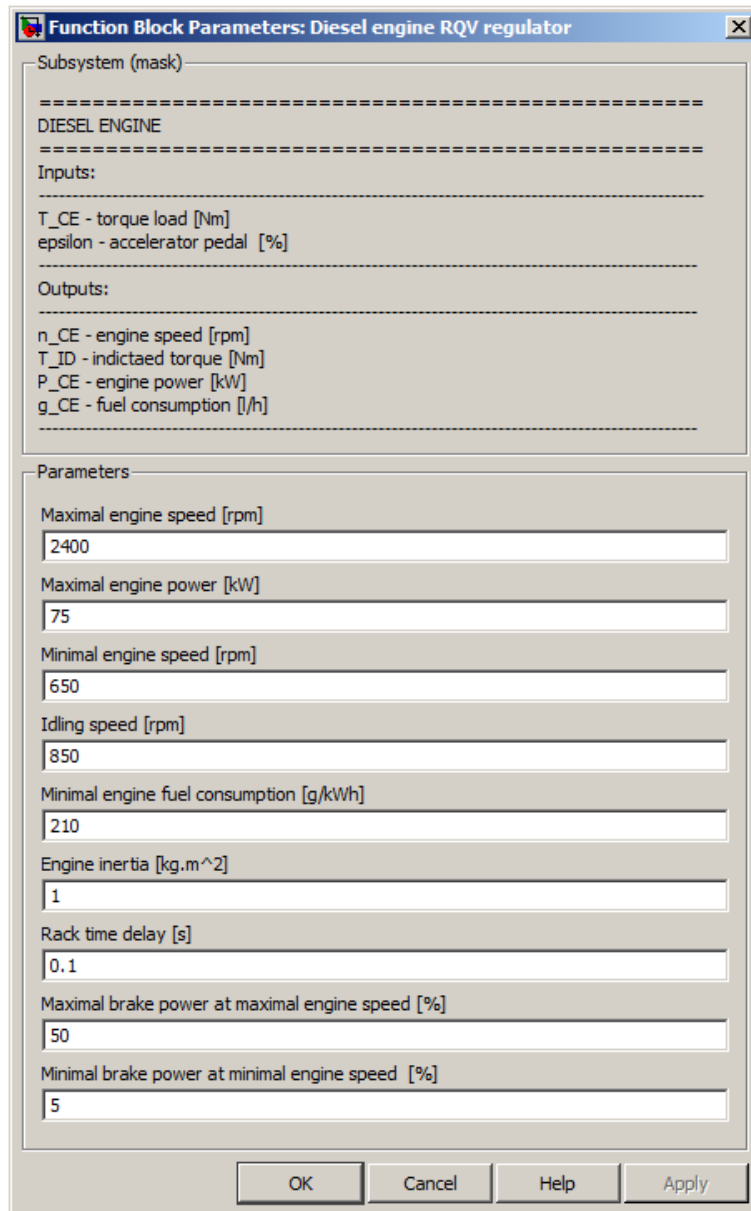 Function Block Parameters: Diesel engine RQV regulator
Subsystem (mask)
==================================================
DIESEL ENGINE
==================================================
Inputs:
--------------------------------------------------------------------------------
T_CE - torque load [Nm]
epsilon - accelerator pedal  [%]
--------------------------------------------------------------------------------
Outputs:
--------------------------------------------------------------------------------
n_CE - engine speed [rpm]
T_ID - indictaed torque [Nm]
P_CE - engine power [kW]
g_CE - fuel consumption [l/h]
--------------------------------------------------------------------------------
Parameters
Maximal engine speed [rpm]
2400
Maximal engine power [kW]
75
Minimal engine speed [rpm]
650
Idling speed [rpm]
850
Minimal engine fuel consumption [g/kWh]
210
Engine inertia [kg.m^2]
1
Rack time delay [s]
0.1
Maximal brake power at maximal engine speed [%]
50
Minimal brake power at minimal engine speed  [%]
5
OK Cancel Help Apply